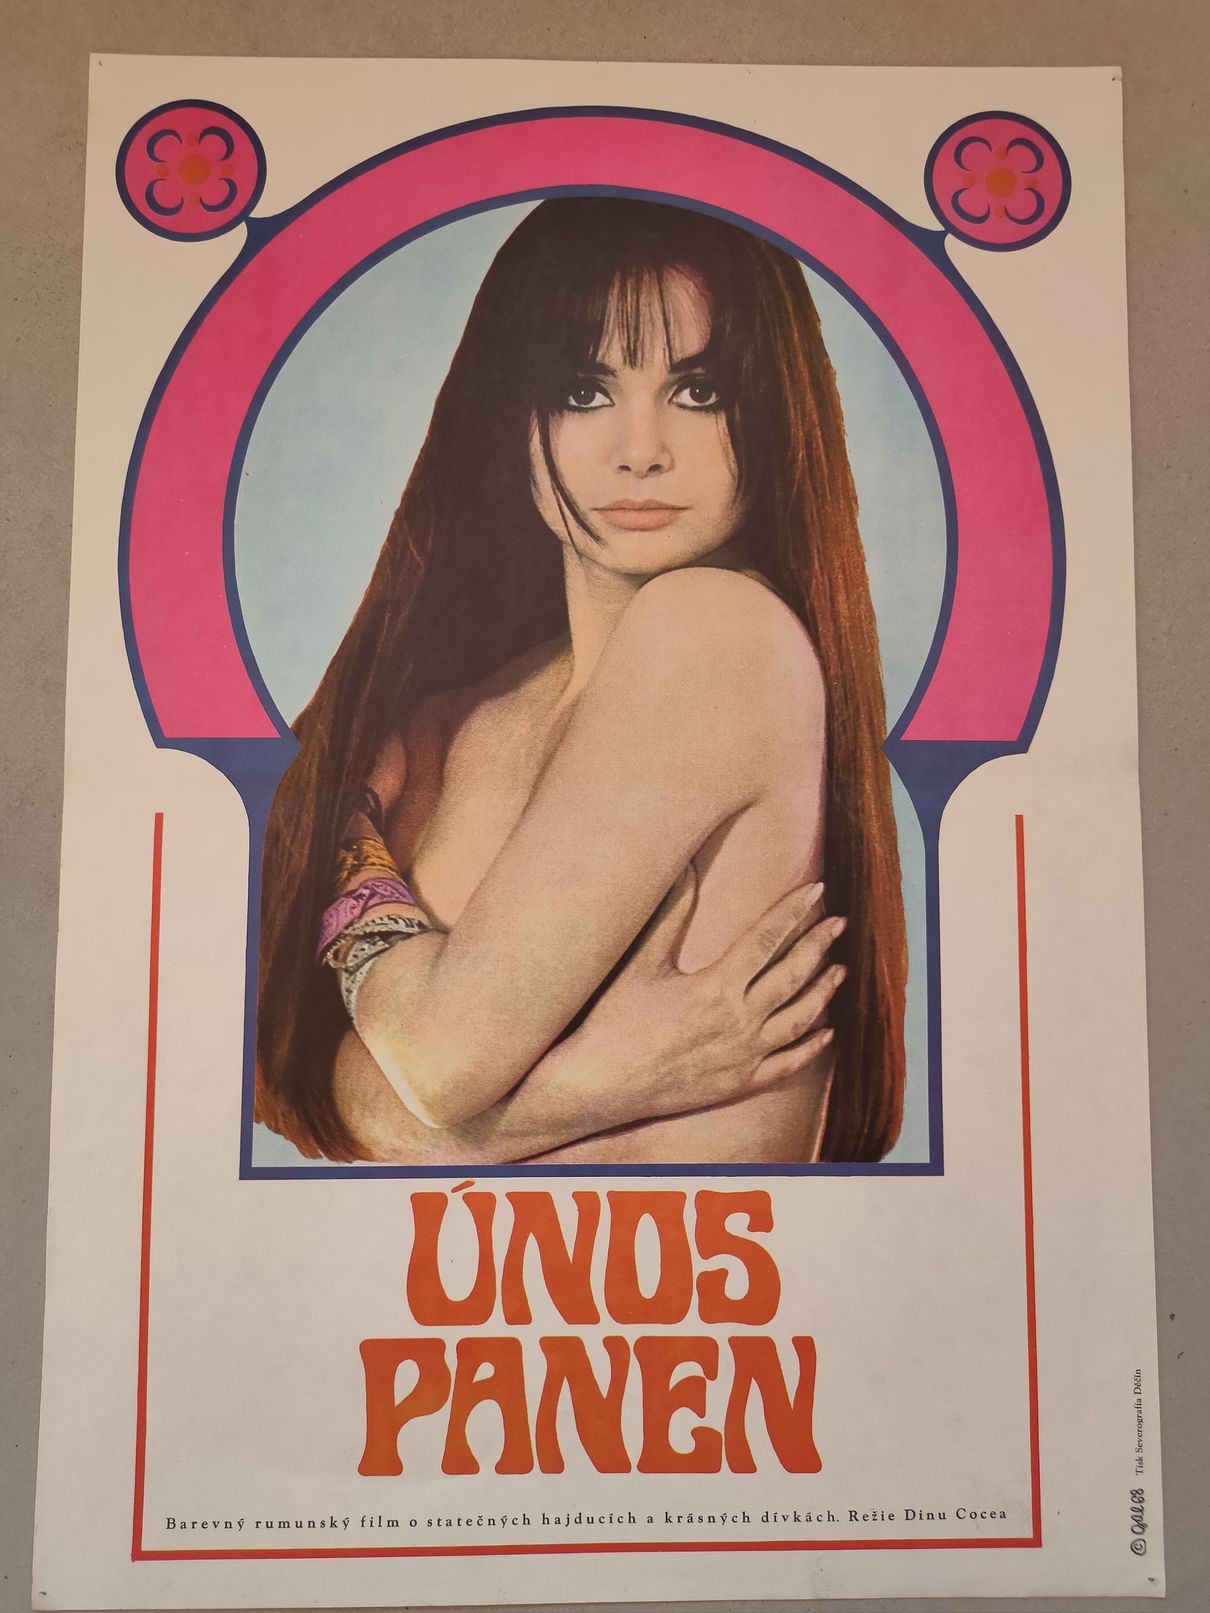 ÚNOS
PANEN
Barevný rumunský film o statečných hajducích a krásných dívkách. Režie Dinu Cocea
Tisk Severografia Děčín